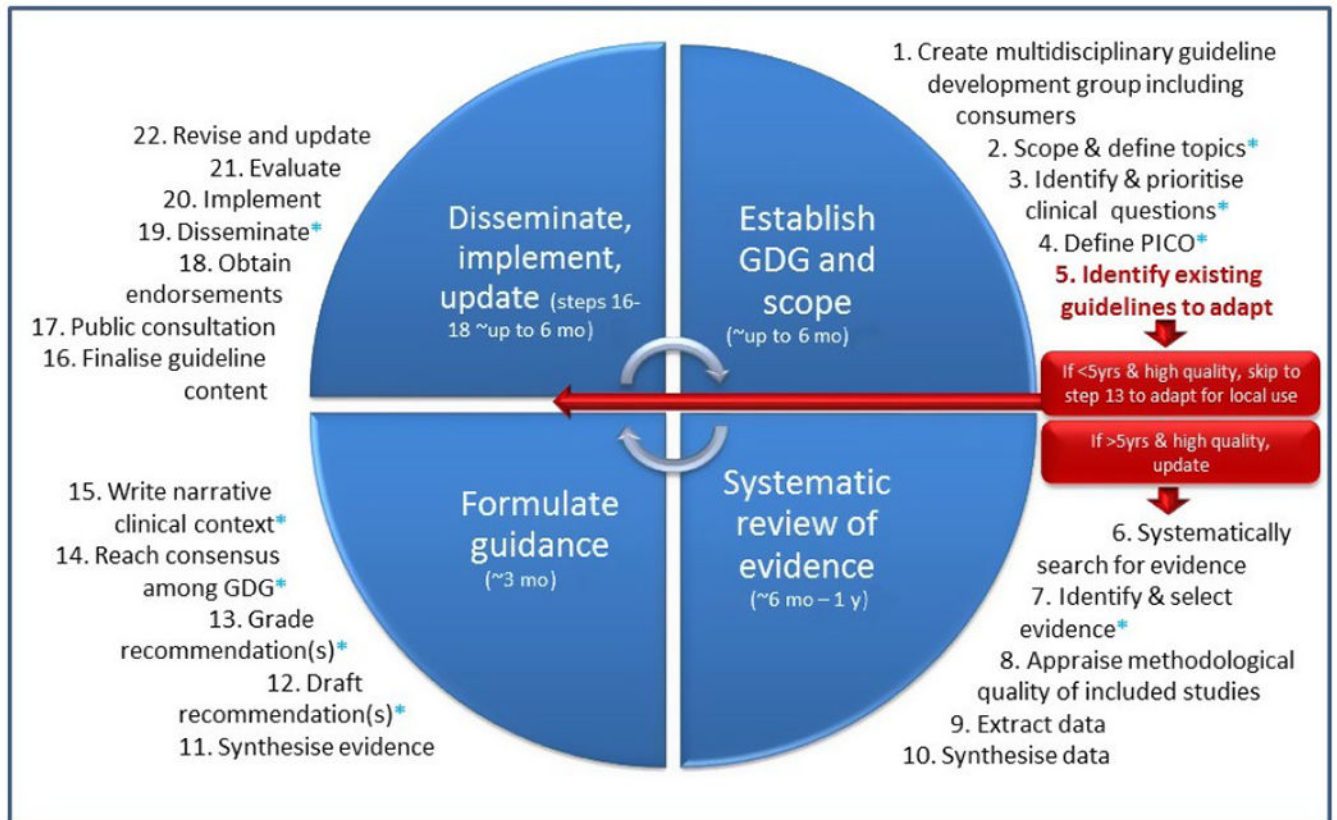 1. Create multidisciplinary guideline
development group including
consumers
2. Scope & define topics*
3. Identify & prioritise
clinical questions*
4. Define PICO*
5. Identify existing
guidelines to adapt
If <5yrs & high quality, skip to
step 13 to adapt for local use
If >5yrs & high quality,
update
6. Systematically
search for evidence
7. Identify & select
evidence*
8. Appraise methodological
quality of included studies
9. Extract data
10. Synthesise data
Establish
GDG and
scope
(~up to 6 mo)
Systematic
review of
evidence
(~6 mo – 1 y)
Formulate
guidance
(~3 mo)
Disseminate,
implement,
update (steps 16-
18 ~up to 6 mo)
15. Write narrative
clinical context*
14. Reach consensus
among GDG*
13. Grade
recommendation(s)*
12. Draft
recommendation(s)*
11. Synthesise evidence
22. Revise and update
21. Evaluate
20. Implement
19. Disseminate*
18. Obtain
endorsements
17. Public consultation
16. Finalise guideline
content